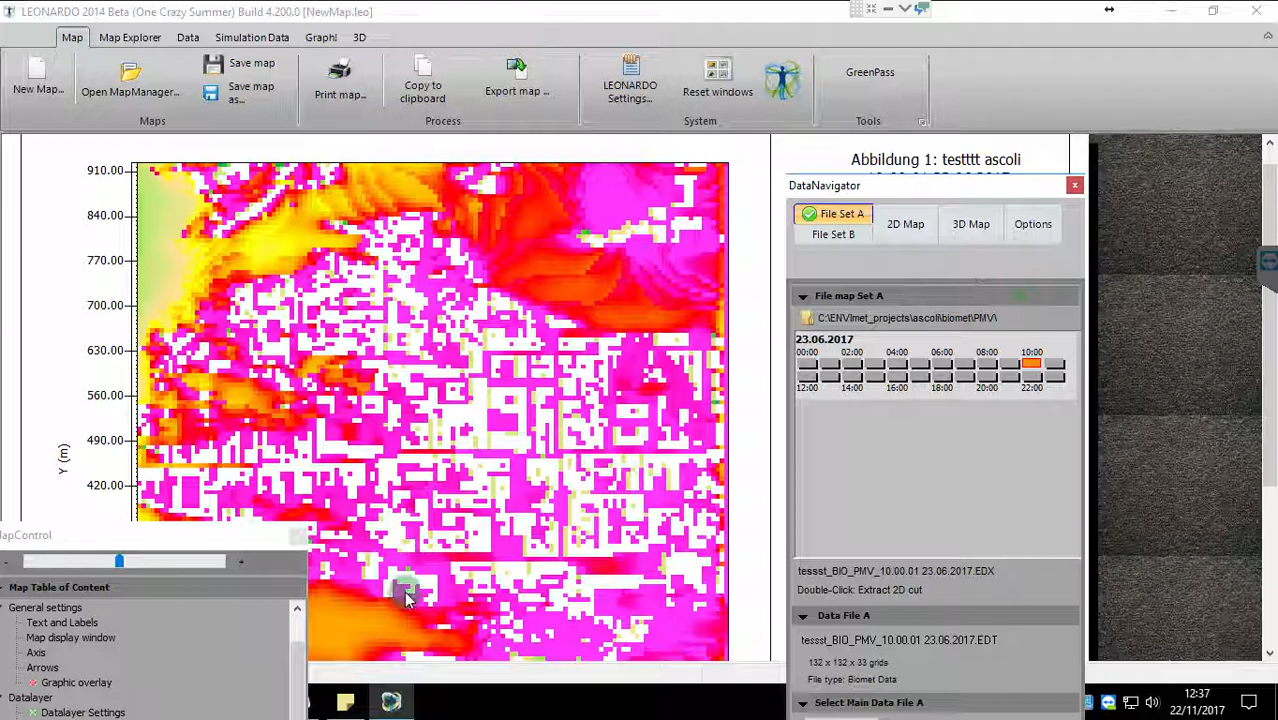 LEONARDO 2014 Beta (One Crazy Summer) Build 4.200.0 [NewMap.leo]
Map Map Explorer Data Simulation Data Graph! 3D
New Map...
Open MapManager...
Save map
Save map as...
Print map...
Copy to clipboard
Export map ...
LEONARDO Settings...
Reset windows
GreenPass
Maps
Process
System
Tools
910.00
840.00
770.00
700.00
630.00
560.00
490.00
420.00
Y (m)
Abbildung 1: testttt ascoli
DataNavigator
File Set A
File Set B
2D Map
3D Map
Options
File map Set A
C:\ENVImet_projects\ascoli\biomet\PMV\
23.06.2017
00:00 02:00 04:00 06:00 08:00 10:00
12:00 14:00 16:00 18:00 20:00 22:00
tessst_BIO_PMV_10.00.01 23.06.2017.EDX
Double-Click: Extract 2D cut
Data File A
tessst_BIO_PMV_10.00.01 23.06.2017.EDT
132 x 132 x 33 grids
File type: Biomet Data
Select Main Data File A
MapControl
- +
Map Table of Content
General settings
Text and Labels
Map display window
Axis
Arrows
Graphic overlay
Datalayer
Datalayer Settings
12:37
22/11/2017